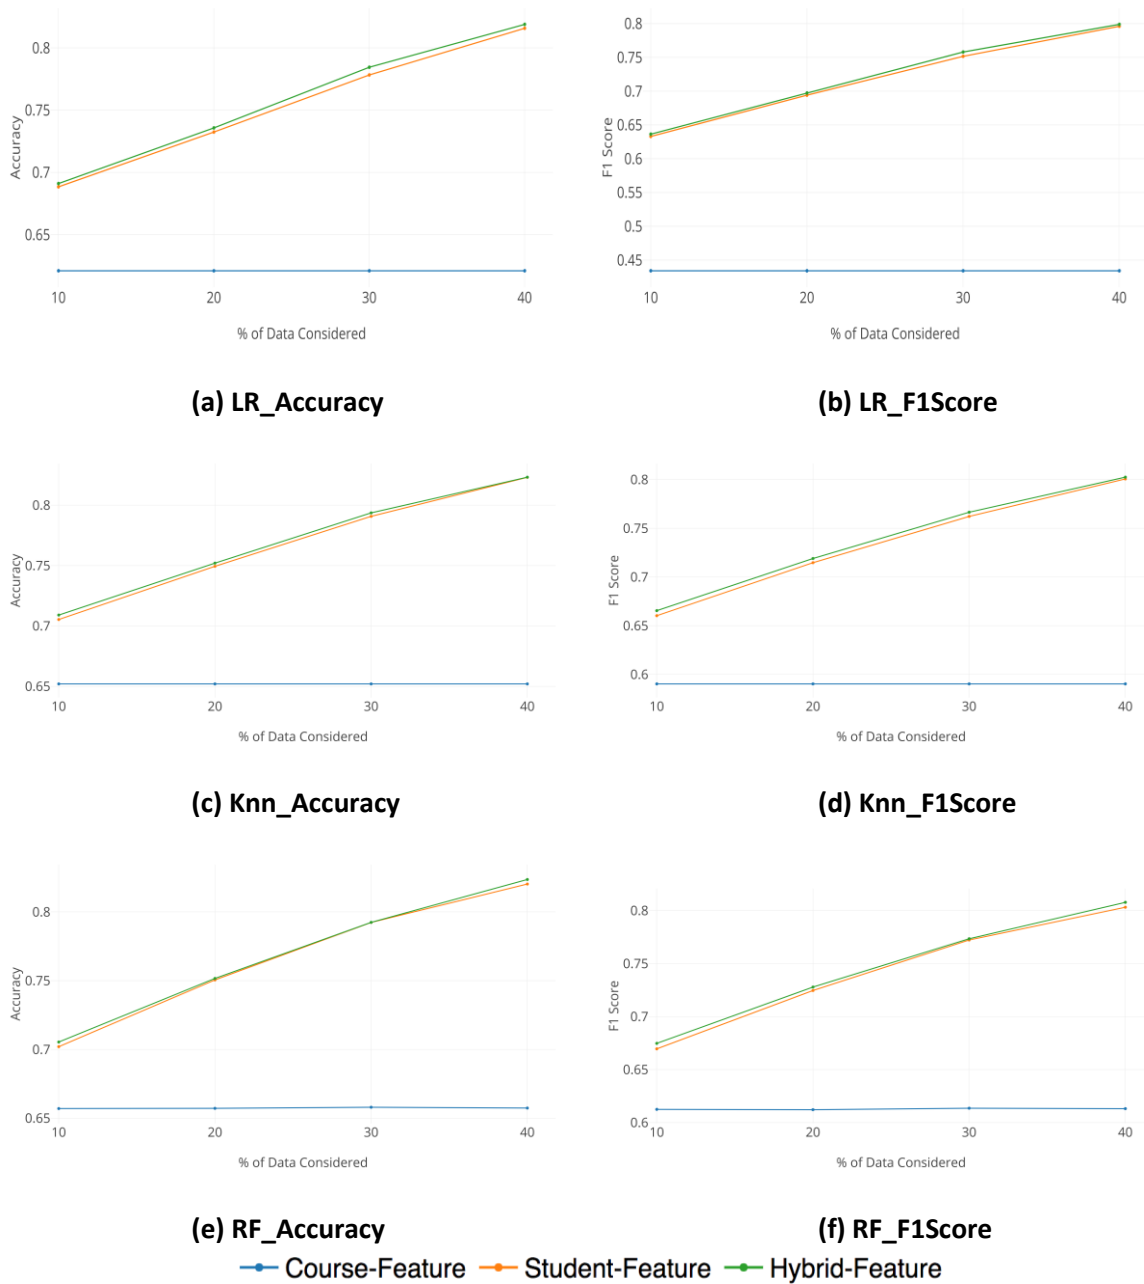 0.8
0.75
0.7
0.65
Accuracy
10 20 30 40
% of Data Considered
(a) LR_Accuracy
0.8
0.75
0.7
0.65
0.6
0.55
0.5
0.45
F1 Score
10 20 30 40
% of Data Considered
(b) LR_F1Score
0.8
0.75
0.7
0.65
Accuracy
10 20 30 40
% of Data Considered
(c) Knn_Accuracy
0.8
0.75
0.7
0.65
0.6
F1 Score
10 20 30 40
% of Data Considered
(d) Knn_F1Score
0.8
0.75
0.7
0.65
Accuracy
10 20 30 40
% of Data Considered
(e) RF_Accuracy
0.8
0.75
0.7
0.65
0.6
F1 Score
10 20 30 40
% of Data Considered
(f) RF_F1Score
Course-Feature Student-Feature Hybrid-Feature